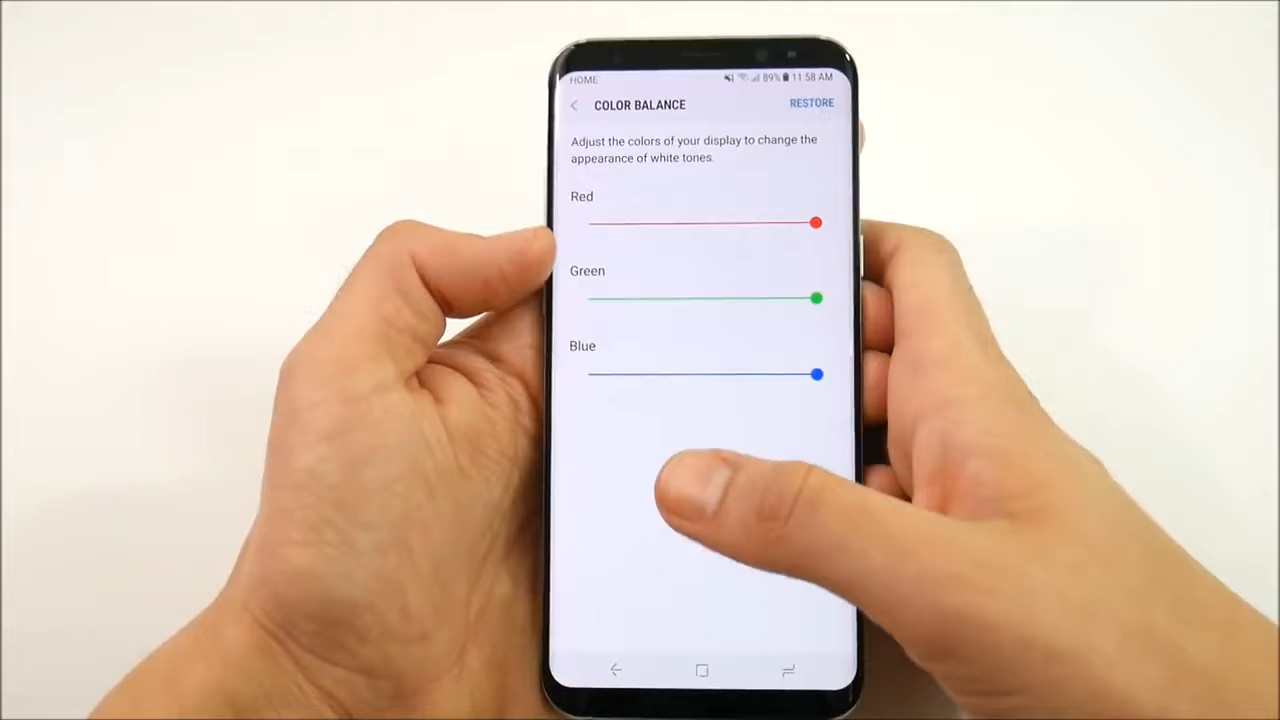 HOME 89% 11:58 AM
COLOR BALANCE RESTORE
Adjust the colors of your display to change the
appearance of white tones.
Red
Green
Blue